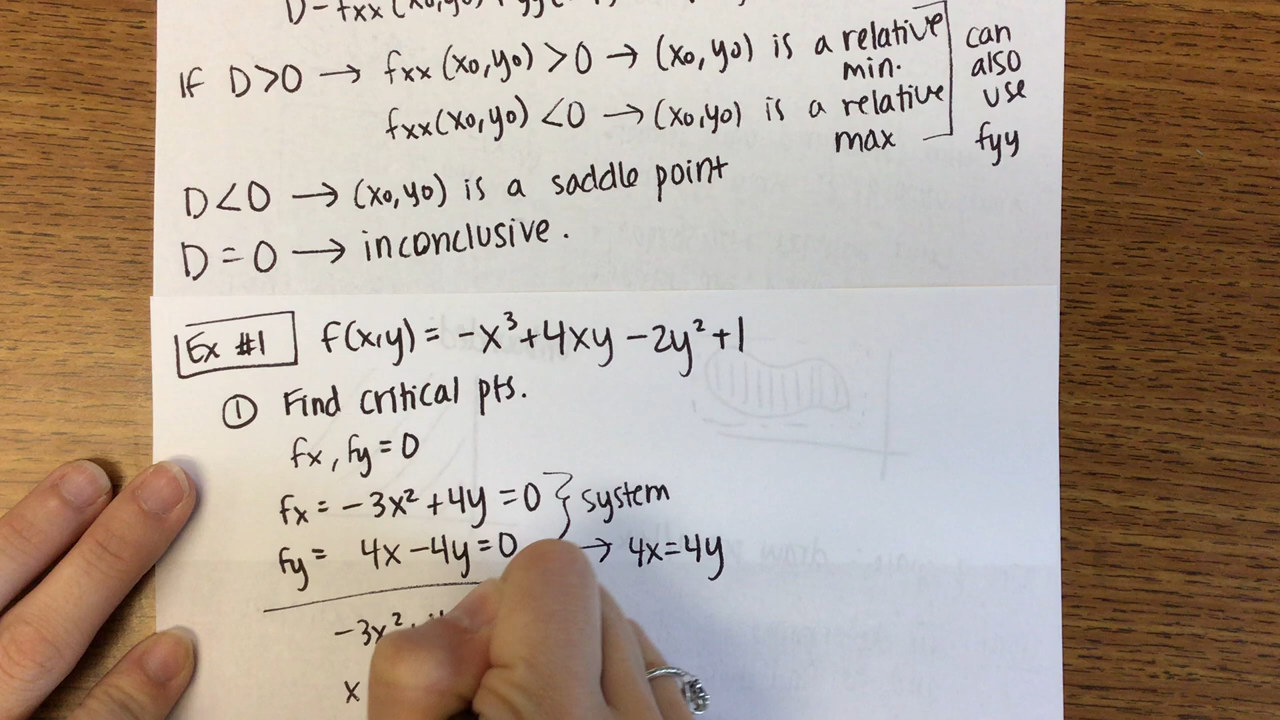 D=fxx(x0,y0)
If D>0 → fxx(x0,y0)>0 → (x0,y0) is a relative min.
fxx(x0,y0)<0 → (x0,y0) is a relative max
can also use fyy
D<0 → (x0,y0) is a saddle point
D=0 → inconclusive.
Ex #1 f(x,y)=-x³+4xy-2y²+1
① Find critical pts.
fx, fy=0
fx=-3x²+4y=0 } system
fy= 4x-4y=0 → 4x=4y
-3x²
x